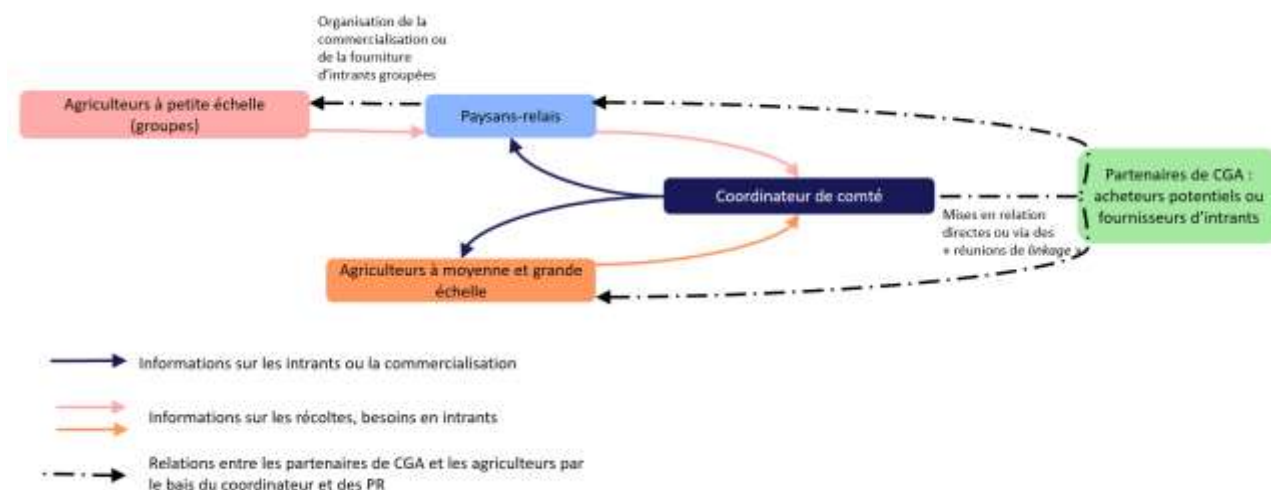 Organisation de la
commercialisation ou
de la fourniture
d'intrants groupées
Agriculteurs à petite échelle
(groupes)
Paysans-relais
Partenaires de CGA :
acheteurs potentiels ou
fournisseurs d'intrants
Coordinateur de comté
Mises en relation
directes ou via des
« réunions de linkage »
Agriculteurs à moyenne et grande
échelle
Informations sur les intrants ou la commercialisation
Informations sur les récoltes, besoins en intrants
Relations entre les partenaires de CGA et les agriculteurs par
le bais du coordinateur et des PR